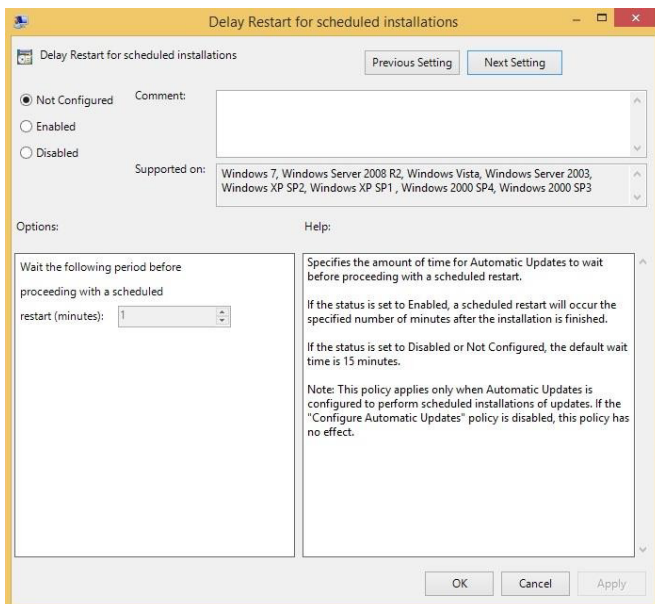 Delay Restart for scheduled installations
Delay Restart for scheduled installations
Previous Setting
Next Setting
Not Configured
Enabled
Disabled
Comment:
Supported on:
Windows 7, Windows Server 2008 R2, Windows Vista, Windows Server 2003,
Windows XP SP2, Windows XP SP1 , Windows 2000 SP4, Windows 2000 SP3
Options:
Help:
Wait the following period before
proceeding with a scheduled
restart (minutes): 1
Specifies the amount of time for Automatic Updates to wait
before proceeding with a scheduled restart.
If the status is set to Enabled, a scheduled restart will occur the
specified number of minutes after the installation is finished.
If the status is set to Disabled or Not Configured, the default wait
time is 15 minutes.
Note: This policy applies only when Automatic Updates is
configured to perform scheduled installations of updates. If the
"Configure Automatic Updates" policy is disabled, this policy has
no effect.
OK
Cancel
Apply